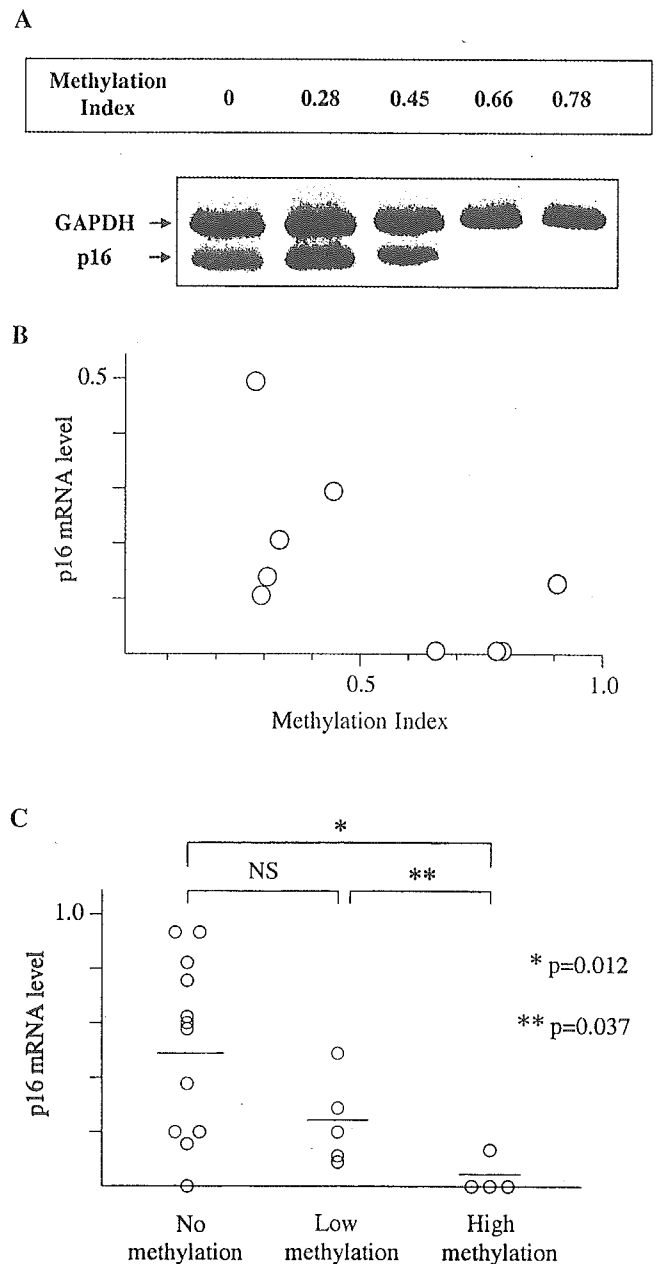 A
Methylation Index 0 0.28 0.45 0.66 0.78
GAPDH →
p16 →
B
0.5
p16 mRNA level
0.5 1.0
Methylation Index
C
*
NS **
1.0
* p=0.012
** p=0.037
p16 mRNA level
No methylation
Low methylation
High methylation